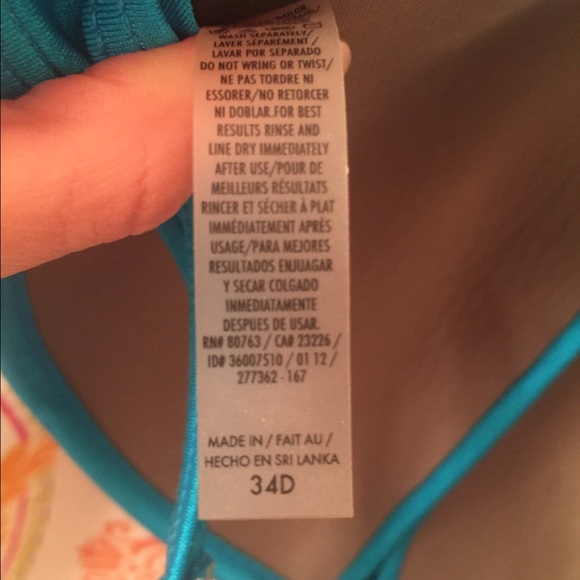 WASH SEPARATELY/
LAVER SÉPARÉMENT/
LAVAR POR SEPARADO
DO NOT WRING OR TWIST/
NE PAS TORDRE NI
ESSORER/NO RETORCER
NI DOBLAR.FOR BEST
RESULTS RINSE AND
LINE DRY IMMEDIATELY
AFTER USE/POUR DE
MEILLEURS RÉSULTATS
RINCER ET SÉCHER À PLAT
IMMÉDIATEMENT APRÈS
USAGE/PARA MEJORES
RESULTADOS ENJUAGAR
Y SECAR COLGADO
INMEDIATAMENTE
DESPUES DE USAR.
RN# 80763 / CA# 23226 /
ID# 36007510 / 01 12 /
277362 - 167
MADE IN / FAIT AU /
HECHO EN SRI LANKA
34D